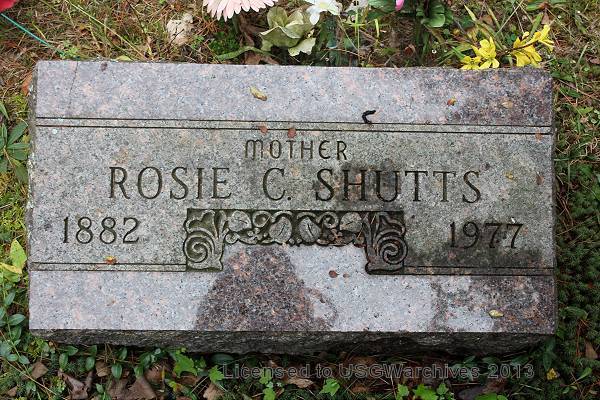 MOTHER
ROSIE C. SHUTTS
1882 1977
Licensed to USGWarchives 2013